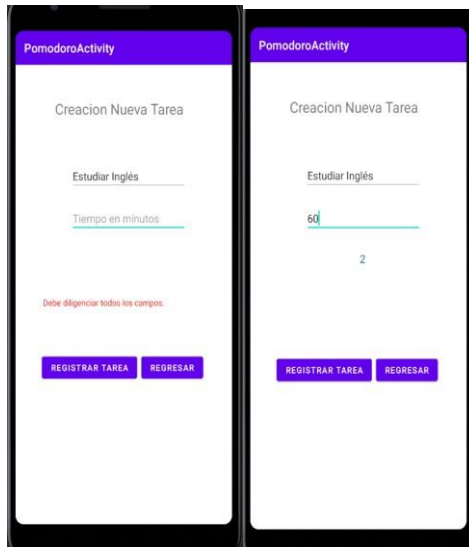 PomodoroActivity
Creacion Nueva Tarea
Estudiar Inglés
Tiempo en minutos
Debe diligenciar todos los campos.
REGISTRAR TAREA REGRESAR
PomodoroActivity
Creacion Nueva Tarea
Estudiar Inglés
60
2
REGISTRAR TAREA REGRESAR